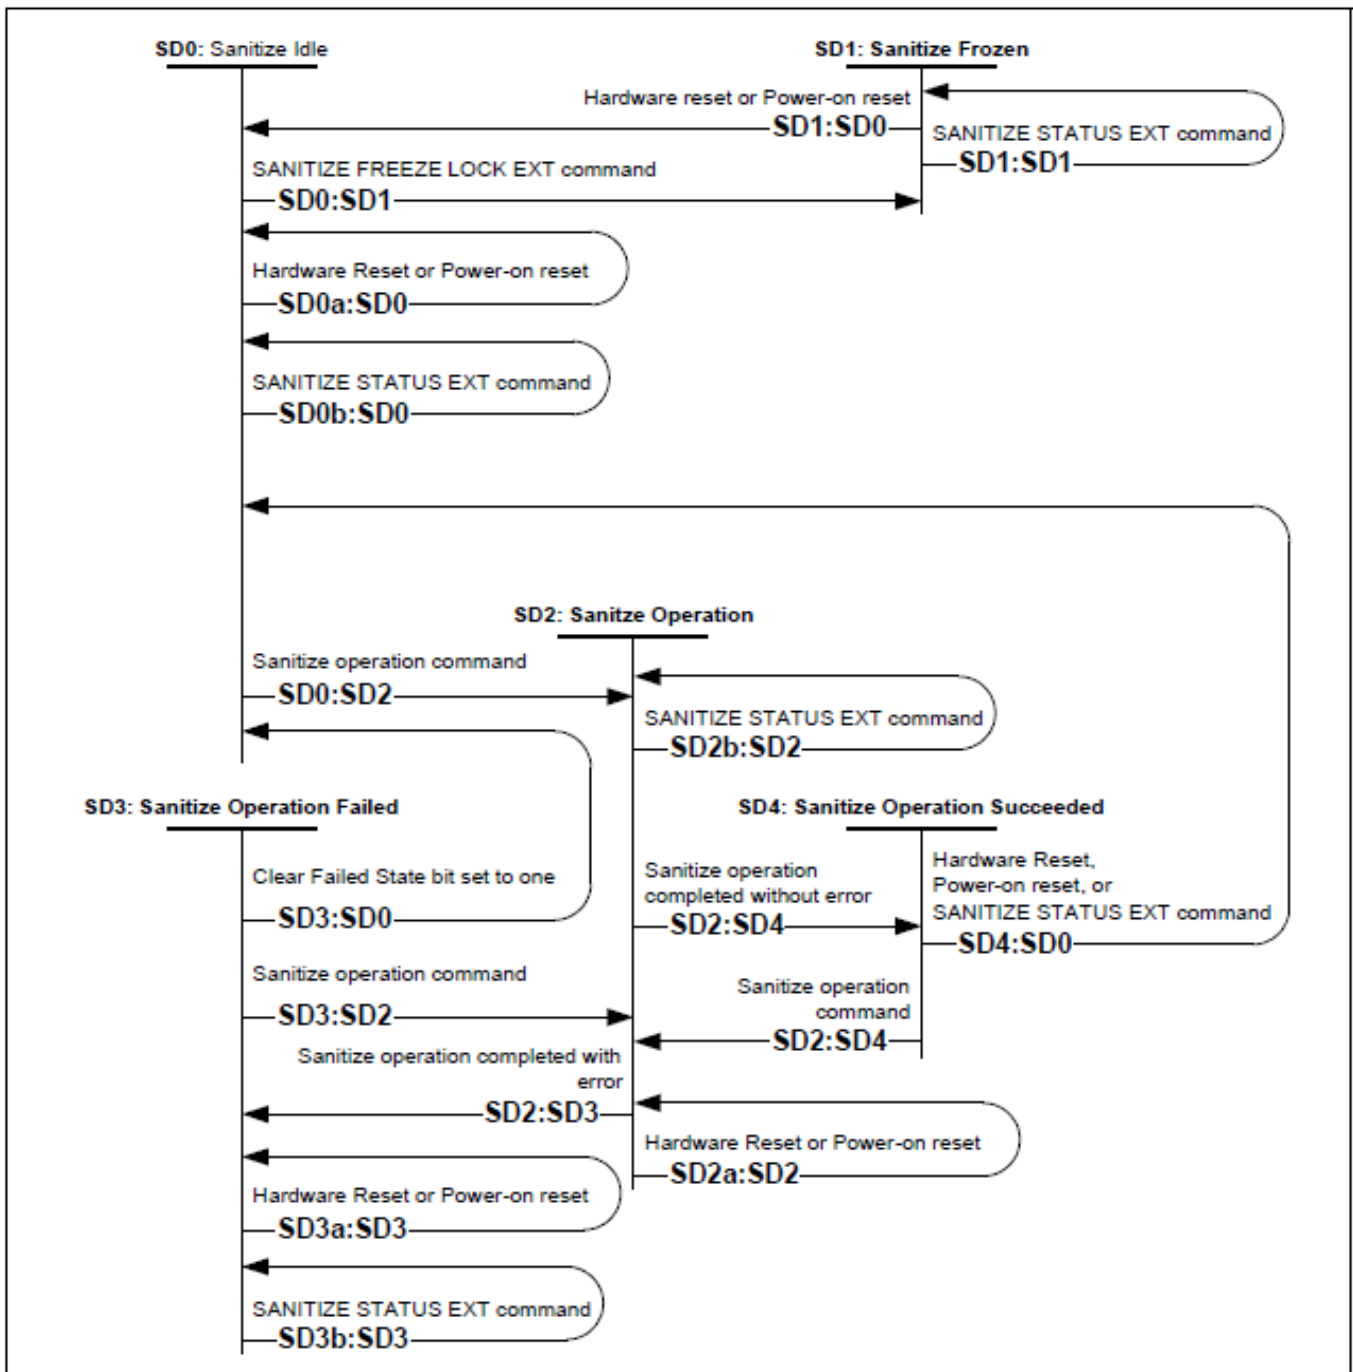 SD0: Sanitize Idle
SD1: Sanitize Frozen
Hardware reset or Power-on reset
SD1:SD0
SANITIZE STATUS EXT command
SD1:SD1
SANITIZE FREEZE LOCK EXT command
SD0:SD1
Hardware Reset or Power-on reset
SD0a:SD0
SANITIZE STATUS EXT command
SD0b:SD0
SD2: Sanitze Operation
Sanitize operation command
SD0:SD2
SANITIZE STATUS EXT command
SD2b:SD2
SD3: Sanitize Operation Failed
SD4: Sanitize Operation Succeeded
Clear Failed State bit set to one
SD3:SD0
Sanitize operation
completed without error
SD2:SD4
Hardware Reset,
Power-on reset, or
SANITIZE STATUS EXT command
SD4:SD0
Sanitize operation command
SD3:SD2
Sanitize operation
command
SD2:SD4
Sanitize operation completed with
error
SD2:SD3
Hardware Reset or Power-on reset
SD2a:SD2
Hardware Reset or Power-on reset
SD3a:SD3
SANITIZE STATUS EXT command
SD3b:SD3